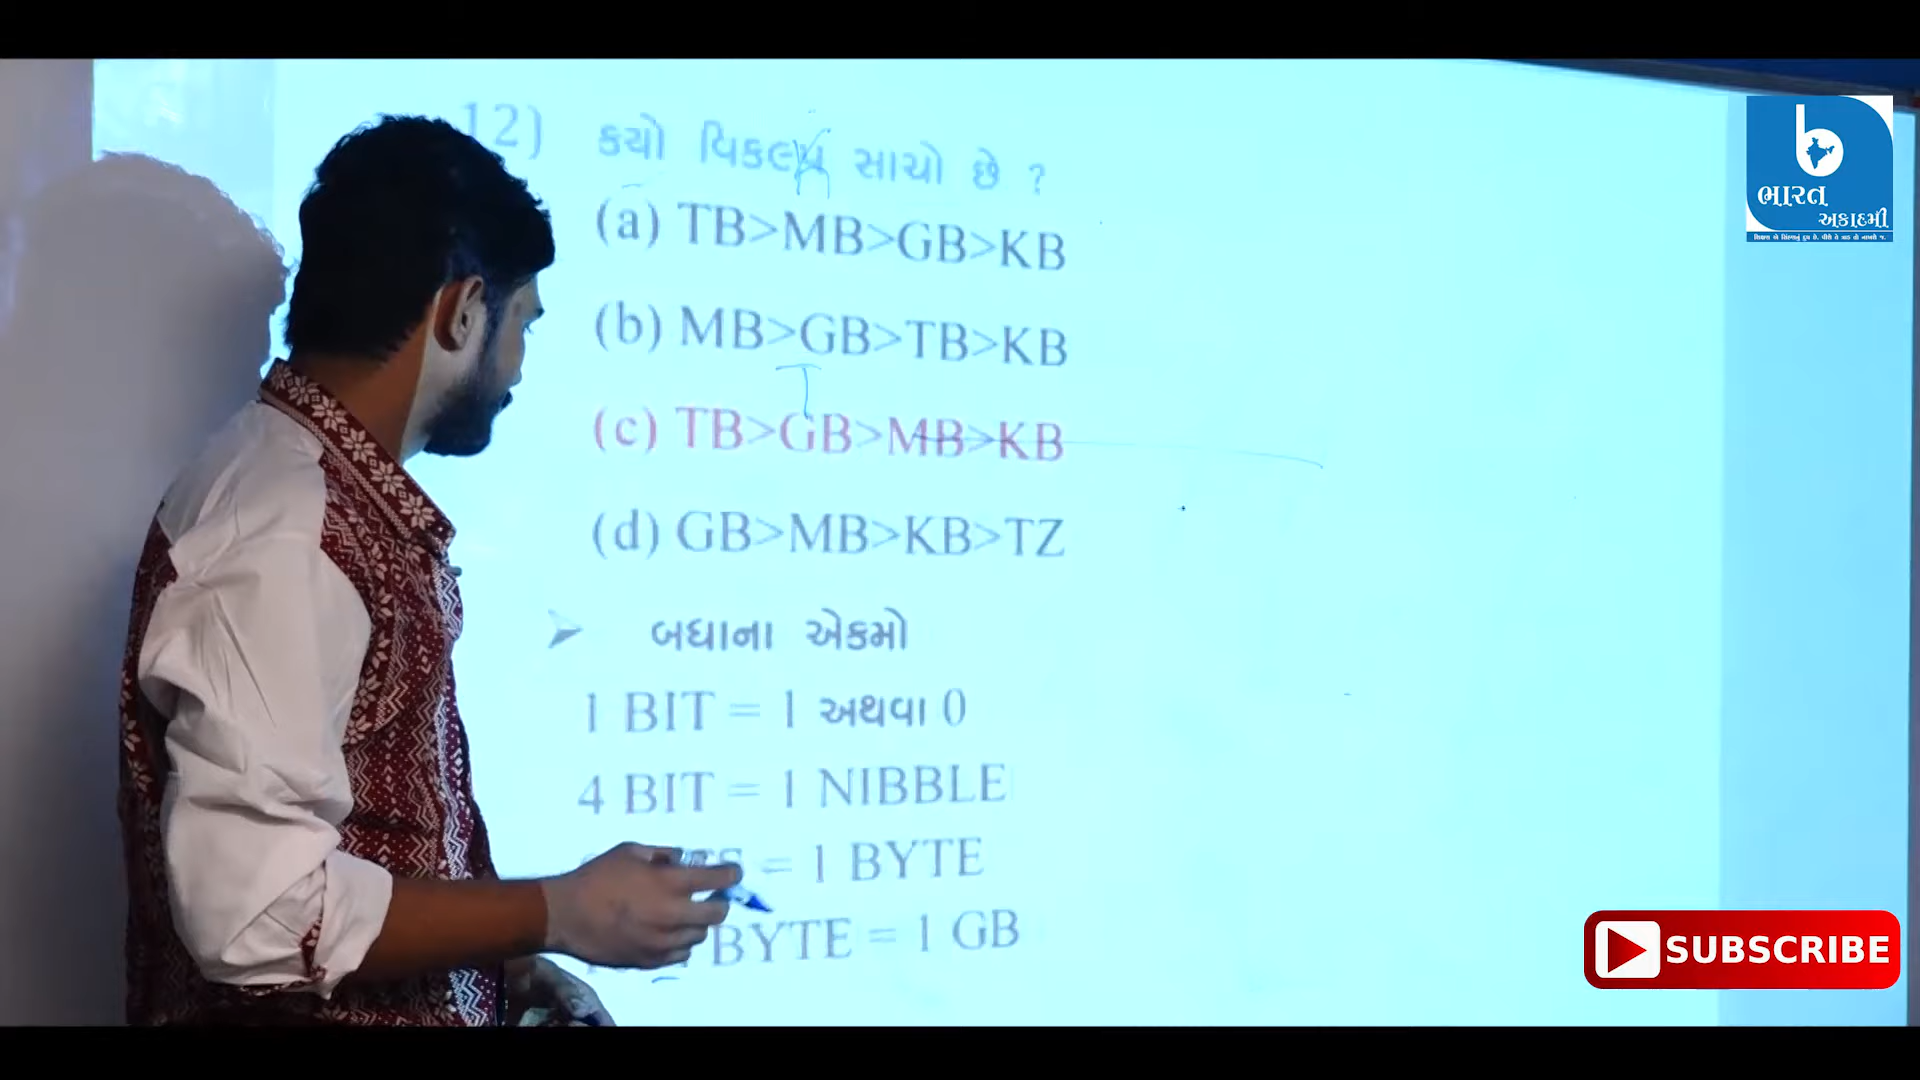 12) કયો વિકલ્પ સાચો છે ?
(a) TB>MB>GB>KB
(b) MB>GB>TB>KB
(c) TB>GB>MB>KB
(d) GB>MB>KB>TZ
➢ બધાના એકમો
1 BIT = 1 અથવા 0
4 BIT = 1 NIBBLE
= 1 BYTE
BYTE = 1 GB
b
ભારત
અકાદમી
SUBSCRIBE